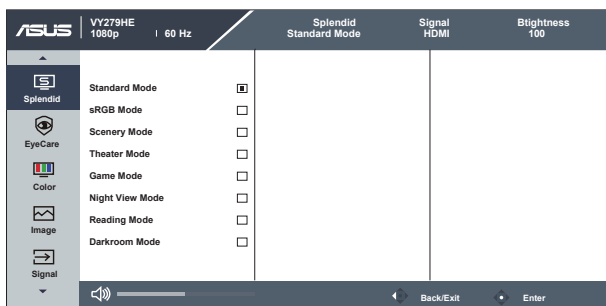 ASUS
VY279HE
1080p | 60 Hz
Splendid
Standard Mode
Signal
HDMI
Btightness
100
Splendid
EyeCare
Color
Image
Signal
Standard Mode
sRGB Mode
Scenery Mode
Theater Mode
Game Mode
Night View Mode
Reading Mode
Darkroom Mode
Back/Exit
Enter